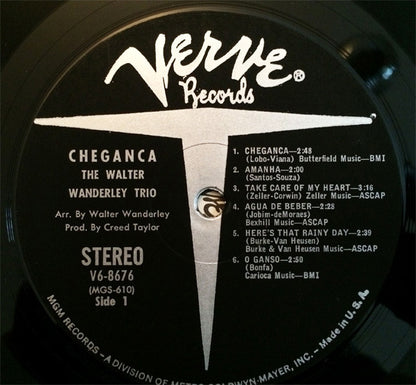 Verve®
Records
CHEGANCA
THE WALTER
WANDERLEY TRIO
Arr. By Walter Wanderley
Prod. By Creed Taylor
STEREO
V6-8676
(MGS-610)
Side 1
1. CHEGANCA—2:48
(Lobo-Viana) Butterfield Music—BMI
2. AMANHA—2:00
(Santos-Souza)
3. TAKE CARE OF MY HEART—3:16
(Zeller-Corwin) Zeller Music—ASCAP
4. AGUA DE BEBER—2:28
(Jobim-deMoraes)
Bexhill Music—ASCAP
5. HERE'S THAT RAINY DAY—2:39
(Burke-Van Heusen)
Burke & Van Heusen Music—ASCAP
6. O GANSO—2:50
(Bonfa)
Carioca Music—BMI
MGM RECORDS—A DIVISION OF METRO-GOLDWYN-MAYER, INC.—Made in U.S.A.